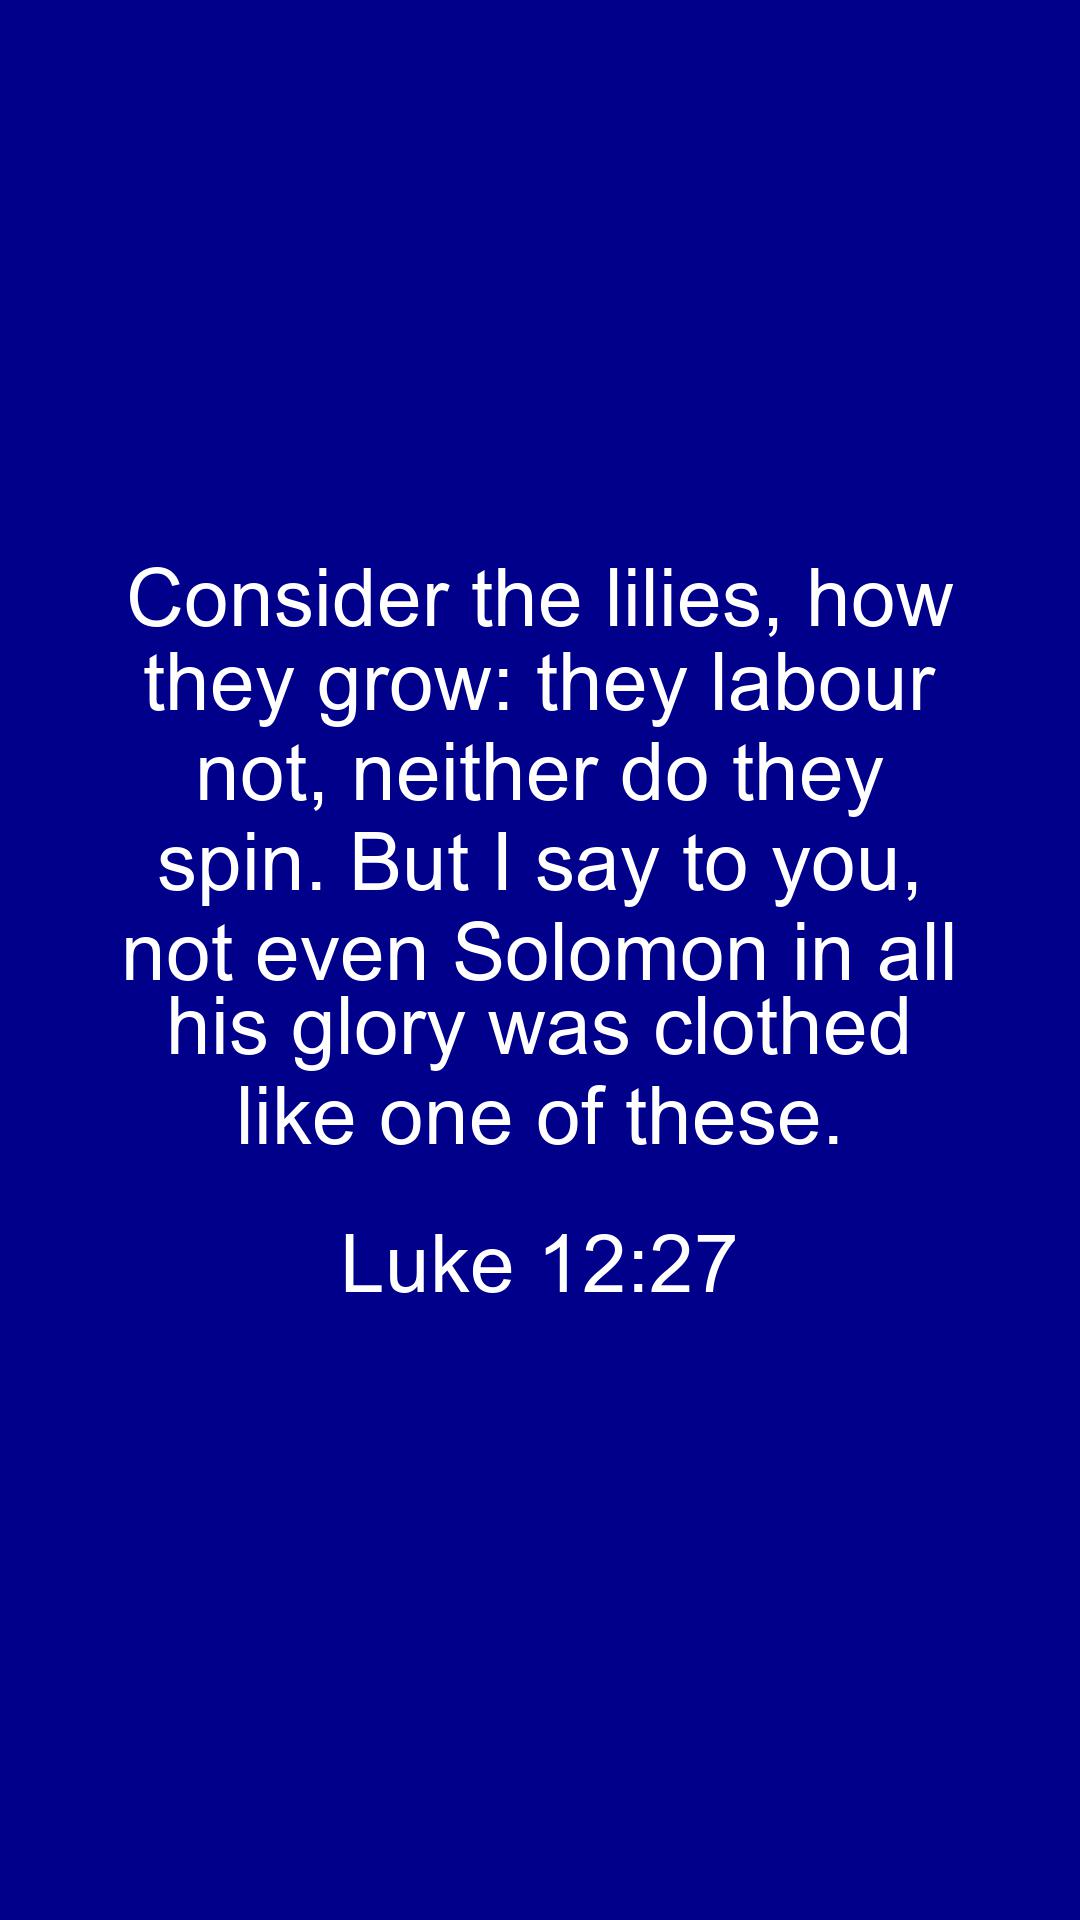 Consider the lilies, how
they grow: they labour
not, neither do they
spin. But I say to you,
not even Solomon in all
his glory was clothed
like one of these.
Luke 12:27